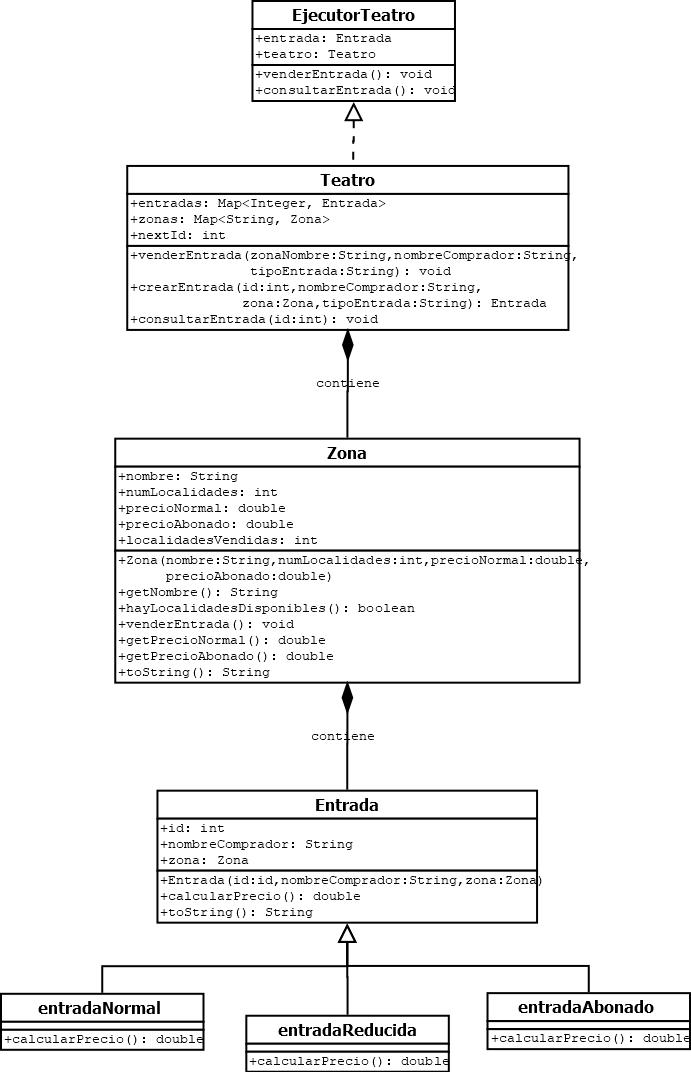 EjecutorTeatro
+entrada: Entrada
+teatro: Teatro
+venderEntrada(): void
+consultarEntrada(): void
Teatro
+entradas: Map<Integer, Entrada>
+zonas: Map<String, Zona>
+nextId: int
+venderEntrada(zonaNombre:String,nombreComprador:String,
tipoEntrada:String): void
+crearEntrada(id:int,nombreComprador:String,
zona:Zona,tipoEntrada:String): Entrada
+consultarEntrada(id:int): void
contiene
Zona
+nombre: String
+numLocalidades: int
+precioNormal: double
+precioAbonado: double
+localidadesVendidas: int
+Zona(nombre:String,numLocalidades:int,precioNormal:double,
precioAbonado:double)
+getNombre(): String
+hayLocalidadesDisponibles(): boolean
+venderEntrada(): void
+getPrecioNormal(): double
+getPrecioAbonado(): double
+toString(): String
contiene
Entrada
+id: int
+nombreComprador: String
+zona: Zona
+Entrada(id:id,nombreComprador:String,zona:Zona)
+calcularPrecio(): double
+toString(): String
entradaNormal
+calcularPrecio(): double
entradaReducida
+calcularPrecio(): double
entradaAbonado
+calcularPrecio(): double